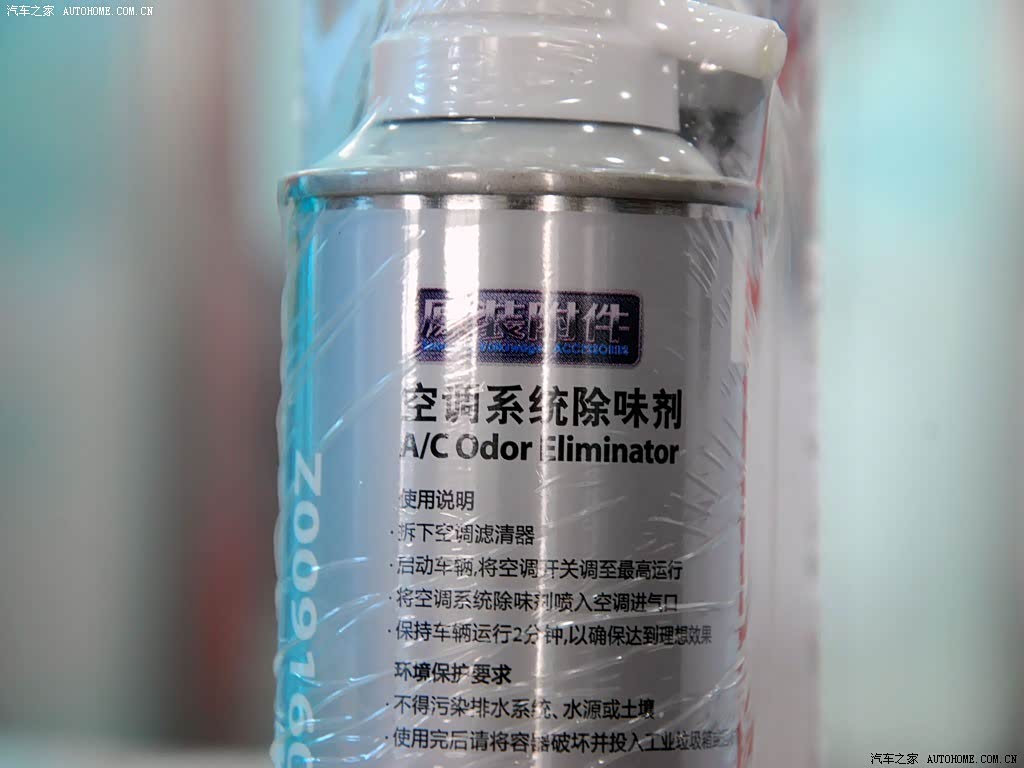 汽车之家 AUTOHOME.COM.CN
原装附件
ACCESSORIES
空调系统除味剂
A/C Odor Eliminator
使用说明
·拆下空调滤清器
·启动车辆,将空调开关调至最高运行
·将空调系统除味剂喷入空调进气口
·保持车辆运行2分钟,以确保达到理想效果
环境保护要求
·不得污染排水系统、水源或土壤
·使用完后请将容器破坏并投入工业垃圾箱
Z009160
汽车之家 AUTOHOME.COM.CN